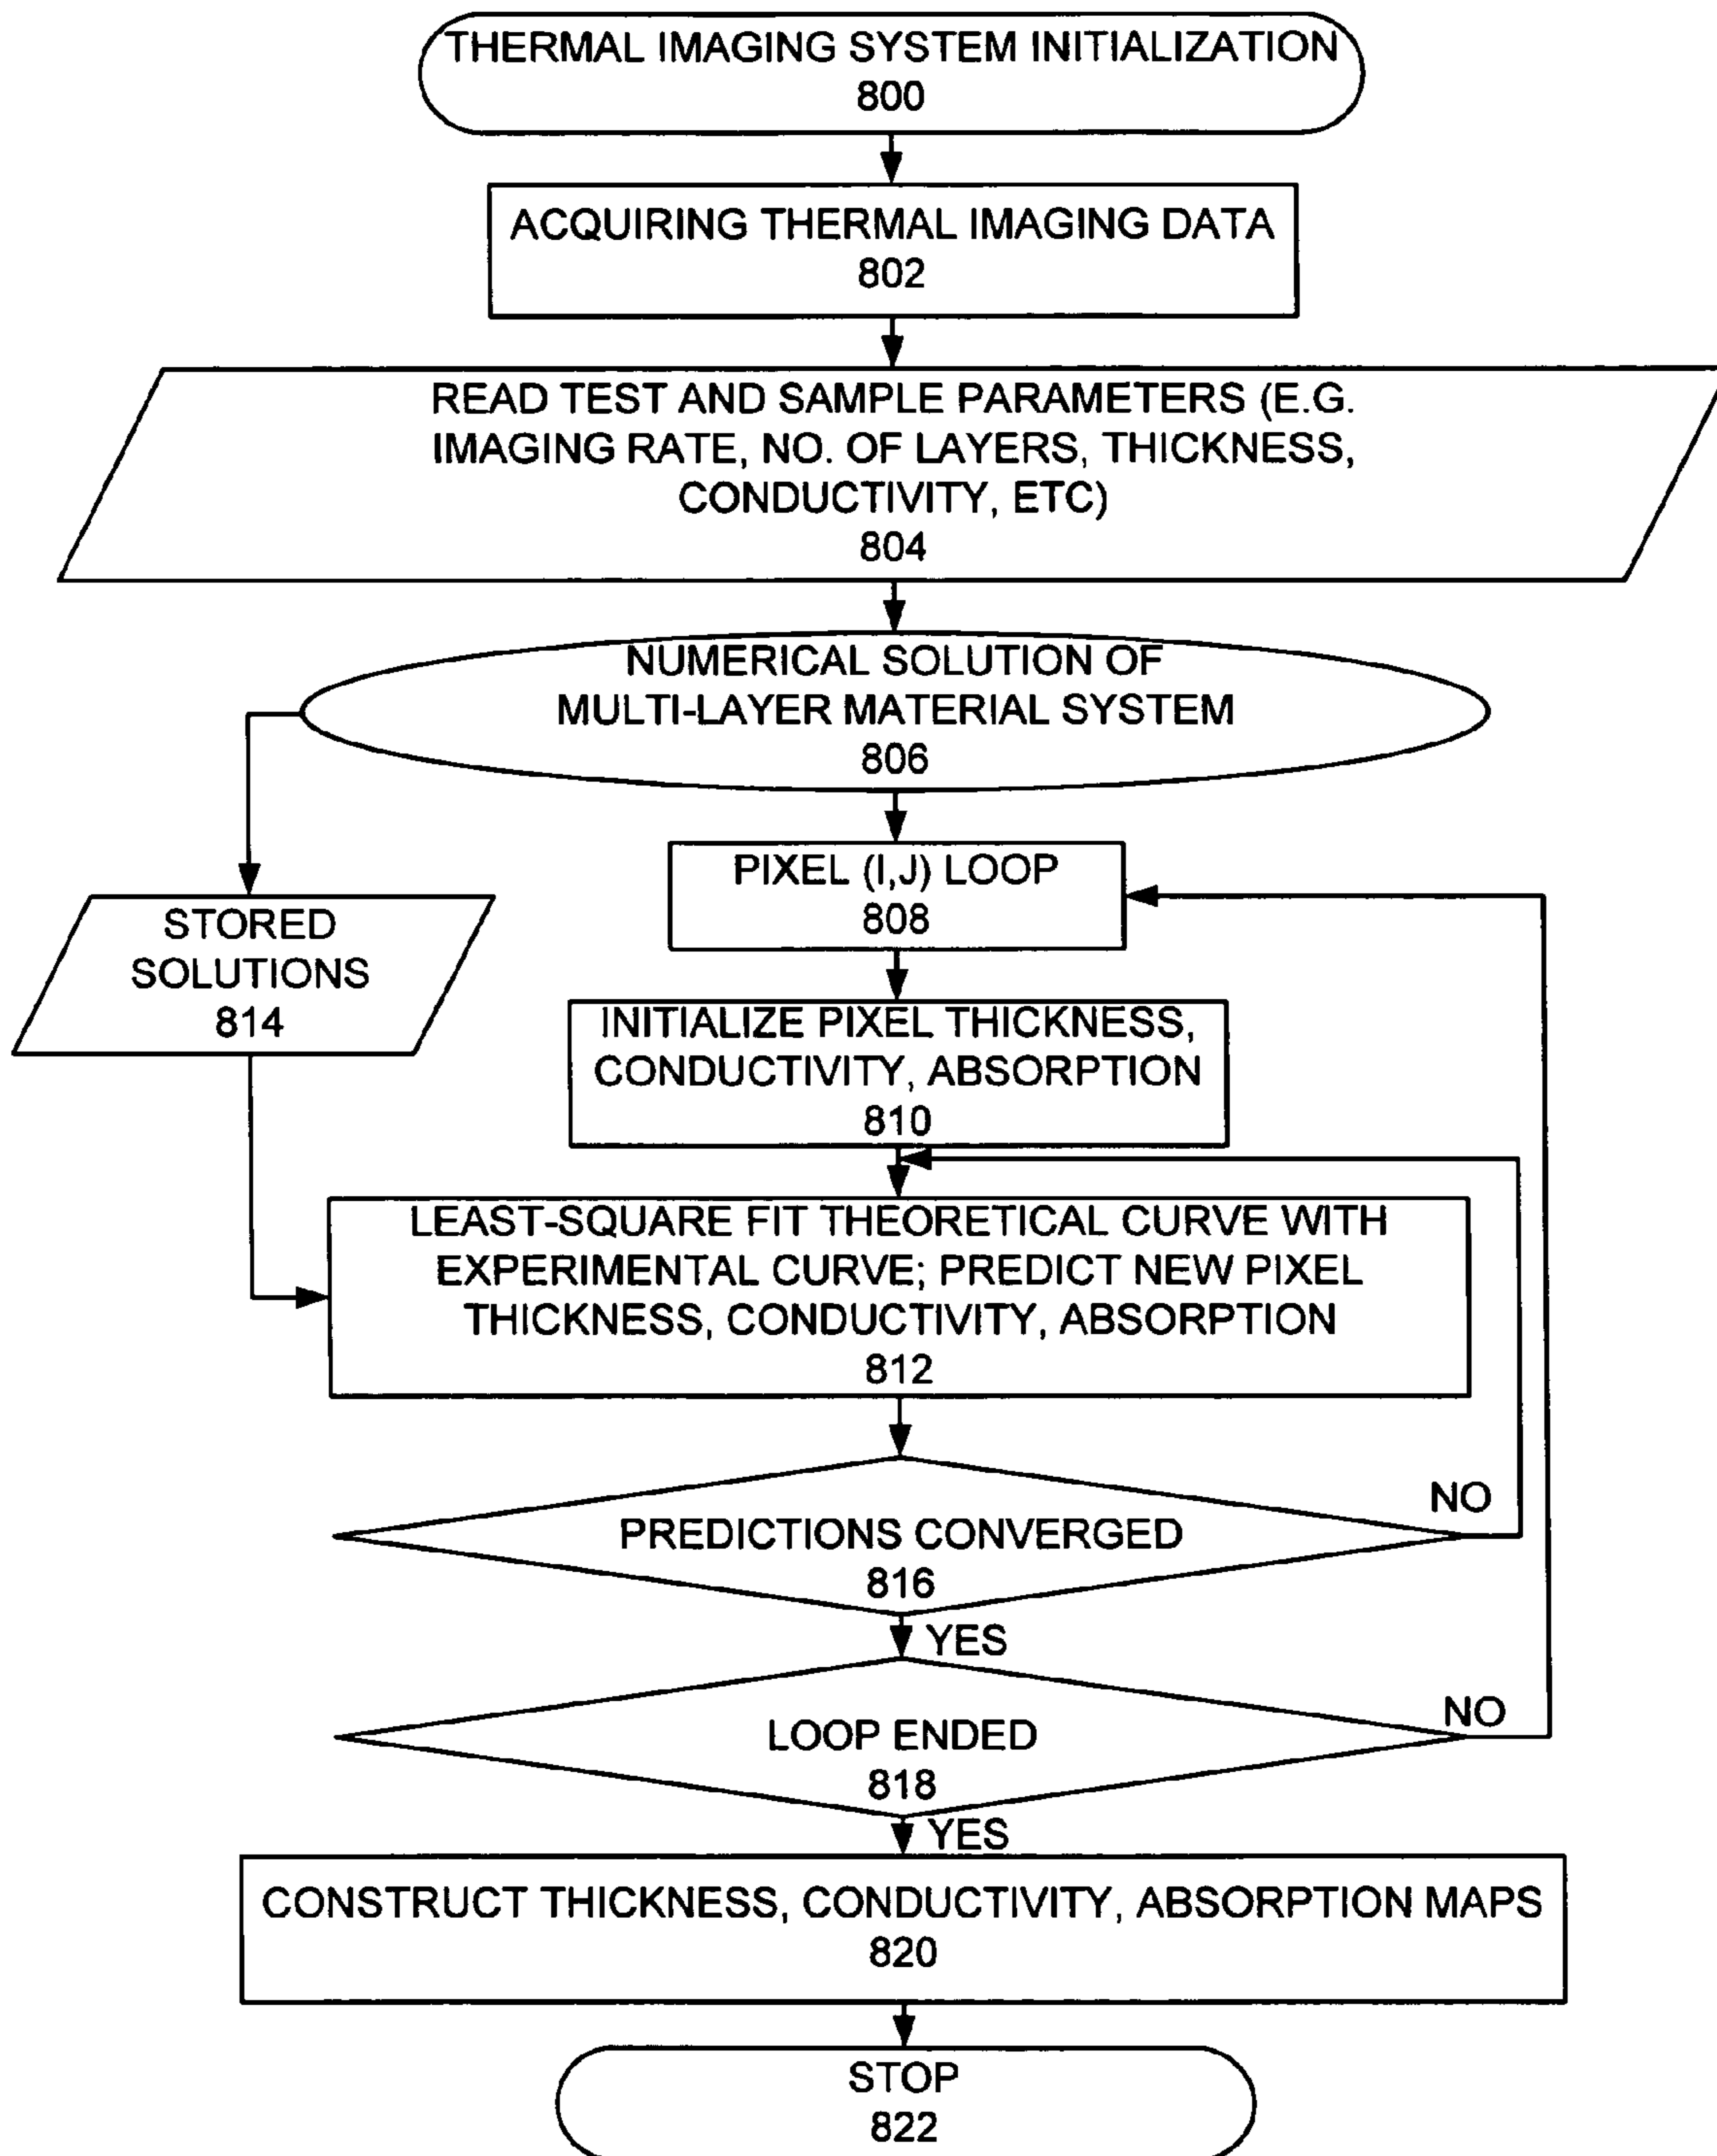 THERMAL IMAGING SYSTEM INITIALIZATION
800
ACQUIRING THERMAL IMAGING DATA
802
READ TEST AND SAMPLE PARAMETERS (E.G.
IMAGING RATE, NO. OF LAYERS, THICKNESS,
CONDUCTIVITY, ETC)
804
NUMERICAL SOLUTION OF
MULTI-LAYER MATERIAL SYSTEM
806
PIXEL (I,J) LOOP
808
STORED
SOLUTIONS
814
INITIALIZE PIXEL THICKNESS,
CONDUCTIVITY, ABSORPTION
810
LEAST-SQUARE FIT THEORETICAL CURVE WITH
EXPERIMENTAL CURVE; PREDICT NEW PIXEL
THICKNESS, CONDUCTIVITY, ABSORPTION
812
NO
PREDICTIONS CONVERGED
816
YES
NO
LOOP ENDED
818
YES
CONSTRUCT THICKNESS, CONDUCTIVITY, ABSORPTION MAPS
820
STOP
822